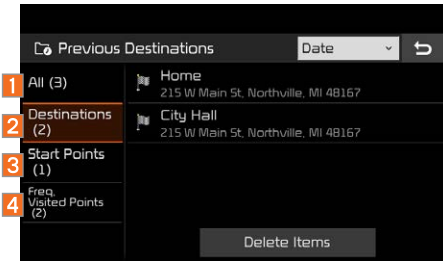 Previous Destinations
Date
1
All (3)
2
Destinations
(2)
3
Start Points
(1)
4
Freq.
Visited Points
(2)
Home
215 W Main St, Northville, MI 48167
City Hall
215 W Main St, Northville, MI 48167
Delete Items